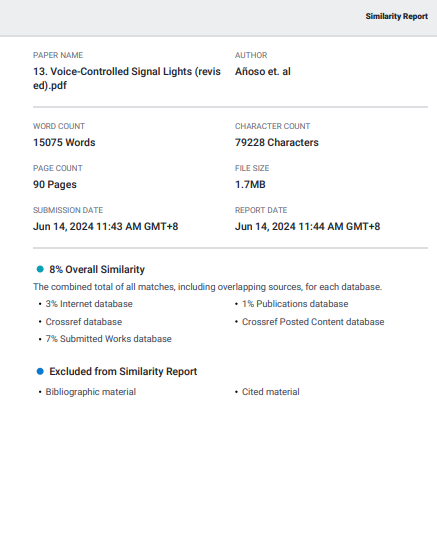 Similarity Report
PAPER NAME
AUTHOR
13. Voice-Controlled Signal Lights (revis
ed).pdf
Añoso et. al
WORD COUNT
CHARACTER COUNT
15075 Words
79228 Characters
PAGE COUNT
FILE SIZE
90 Pages
1.7MB
SUBMISSION DATE
REPORT DATE
Jun 14, 2024 11:43 AM GMT+8
Jun 14, 2024 11:44 AM GMT+8
● 8% Overall Similarity
The combined total of all matches, including overlapping sources, for each database.
• 3% Internet database
• 1% Publications database
• Crossref database
• Crossref Posted Content database
• 7% Submitted Works database
● Excluded from Similarity Report
• Bibliographic material
• Cited material